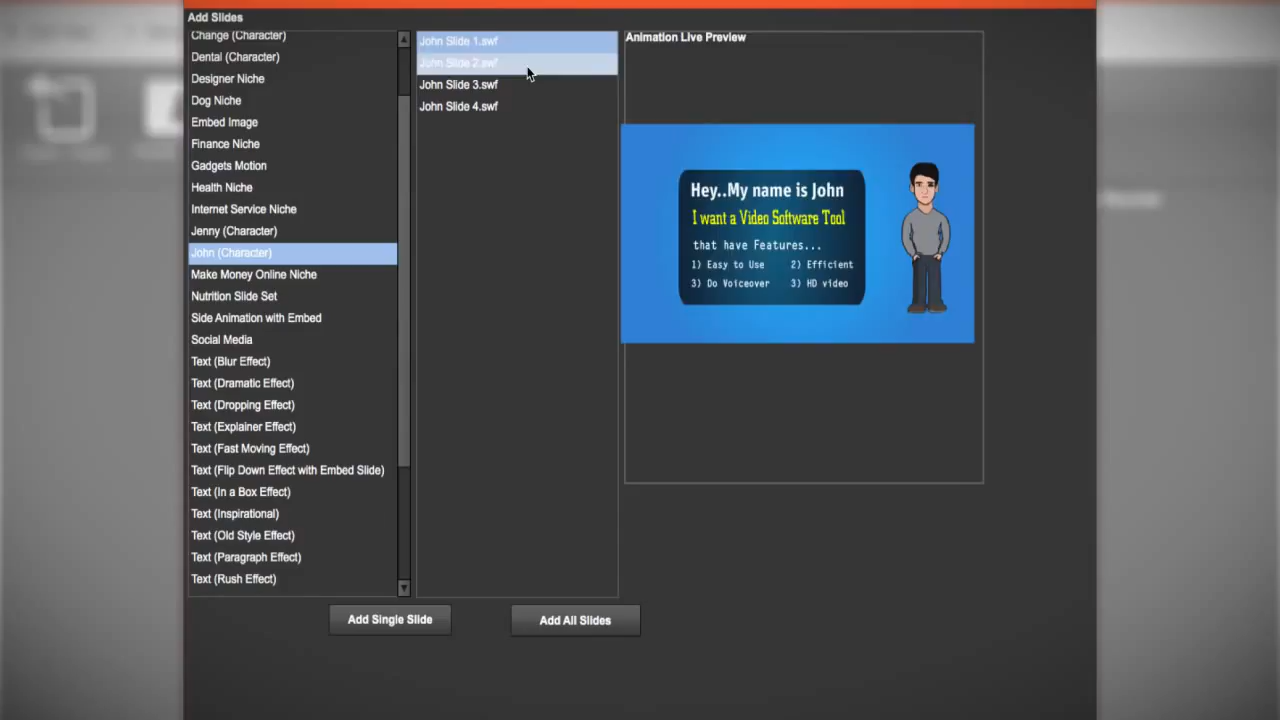 Add Slides
Change (Character)
Dental (Character)
Designer Niche
Dog Niche
Embed Image
Finance Niche
Gadgets Motion
Health Niche
Internet Service Niche
Jenny (Character)
John (Character)
Make Money Online Niche
Nutrition Slide Set
Side Animation with Embed
Social Media
Text (Blur Effect)
Text (Dramatic Effect)
Text (Dropping Effect)
Text (Explainer Effect)
Text (Fast Moving Effect)
Text (Flip Down Effect with Embed Slide)
Text (In a Box Effect)
Text (Inspirational)
Text (Old Style Effect)
Text (Paragraph Effect)
Text (Rush Effect)
John Slide 1.swf
John Slide 2.swf
John Slide 3.swf
John Slide 4.swf
Animation Live Preview
Hey..My name is John
I want a Video Software Tool
that have Features...
1) Easy to Use 2) Efficient
3) Do Voiceover 3) HD video
Add Single Slide
Add All Slides